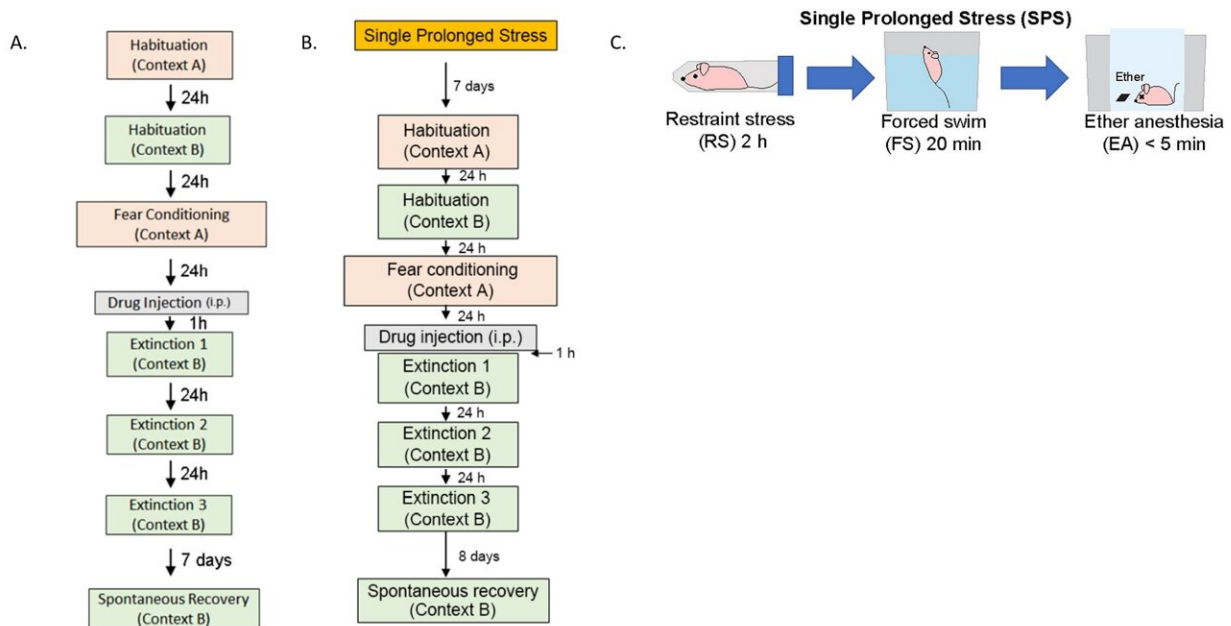 A.
Habituation
(Context A)
24h
Habituation
(Context B)
24h
Fear Conditioning
(Context A)
24h
Drug Injection (i.p.)
1h
Extinction 1
(Context B)
24h
Extinction 2
(Context B)
24h
Extinction 3
(Context B)
7 days
Spontaneous Recovery
(Context B)
B.
Single Prolonged Stress
7 days
Habituation
(Context A)
24 h
Habituation
(Context B)
24 h
Fear conditioning
(Context A)
24 h
Drug injection (i.p.)
1 h
Extinction 1
(Context B)
24 h
Extinction 2
(Context B)
24 h
Extinction 3
(Context B)
8 days
Spontaneous recovery
(Context B)
C.
Single Prolonged Stress (SPS)
Restraint stress
(RS) 2 h
Forced swim
(FS) 20 min
Ether
Ether anesthesia
(EA) < 5 min